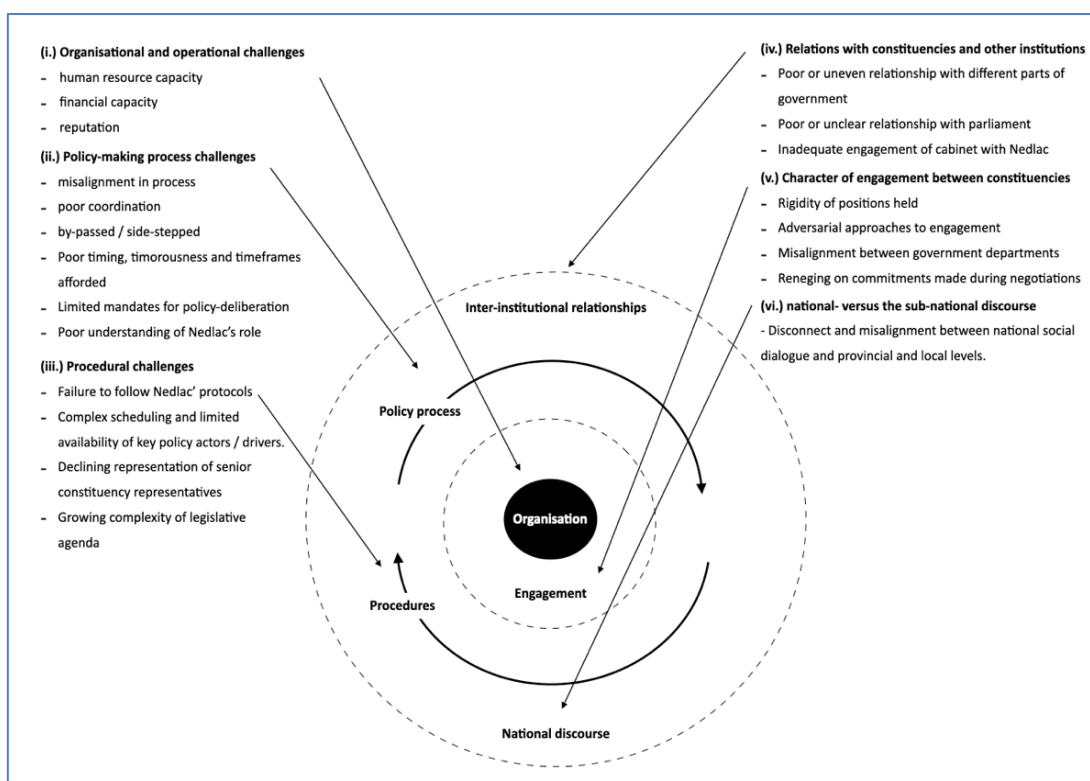 (i.) Organisational and operational challenges
- human resource capacity
- financial capacity
- reputation
(ii.) Policy-making process challenges
- misalignment in process
- poor coordination
- by-passed / side-stepped
- Poor timing, timorousness and timeframes
afforded
- Limited mandates for policy-deliberation
- Poor understanding of Nedlac's role
(iii.) Procedural challenges
- Failure to follow Nedlac' protocols
- Complex scheduling and limited
availability of key policy actors / drivers.
- Declining representation of senior
constituency representatives
- Growing complexity of legislative
agenda
(iv.) Relations with constituencies and other institutions
- Poor or uneven relationship with different parts of
government
- Poor or unclear relationship with parliament
- Inadequate engagement of cabinet with Nedlac
(v.) Character of engagement between constituencies
- Rigidity of positions held
- Adversarial approaches to engagement
- Misalignment between government departments
- Reneging on commitments made during negotiations
(vi.) national- versus the sub-national discourse
- Disconnect and misalignment between national social
dialogue and provincial and local levels.
Inter-institutional relationships
Policy process
Organisation
Engagement
Procedures
National discourse